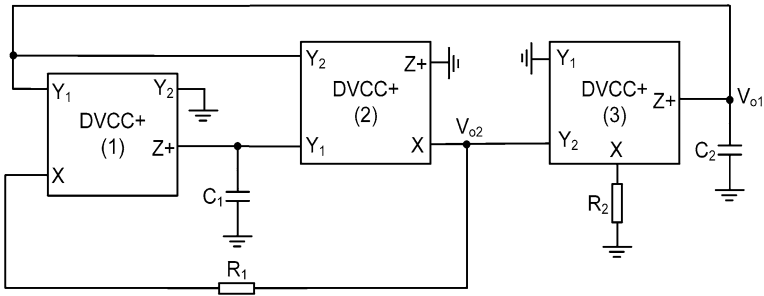 Y₁
Y₂
DVCC+
(1)
Z+
X
Y₂
Z+
DVCC+
(2)
Y₁
X
Y₁
DVCC+
(3)
Z+
Y₂
X
Vₒ₁
Vₒ₂
C₁
C₂
R₂
R₁